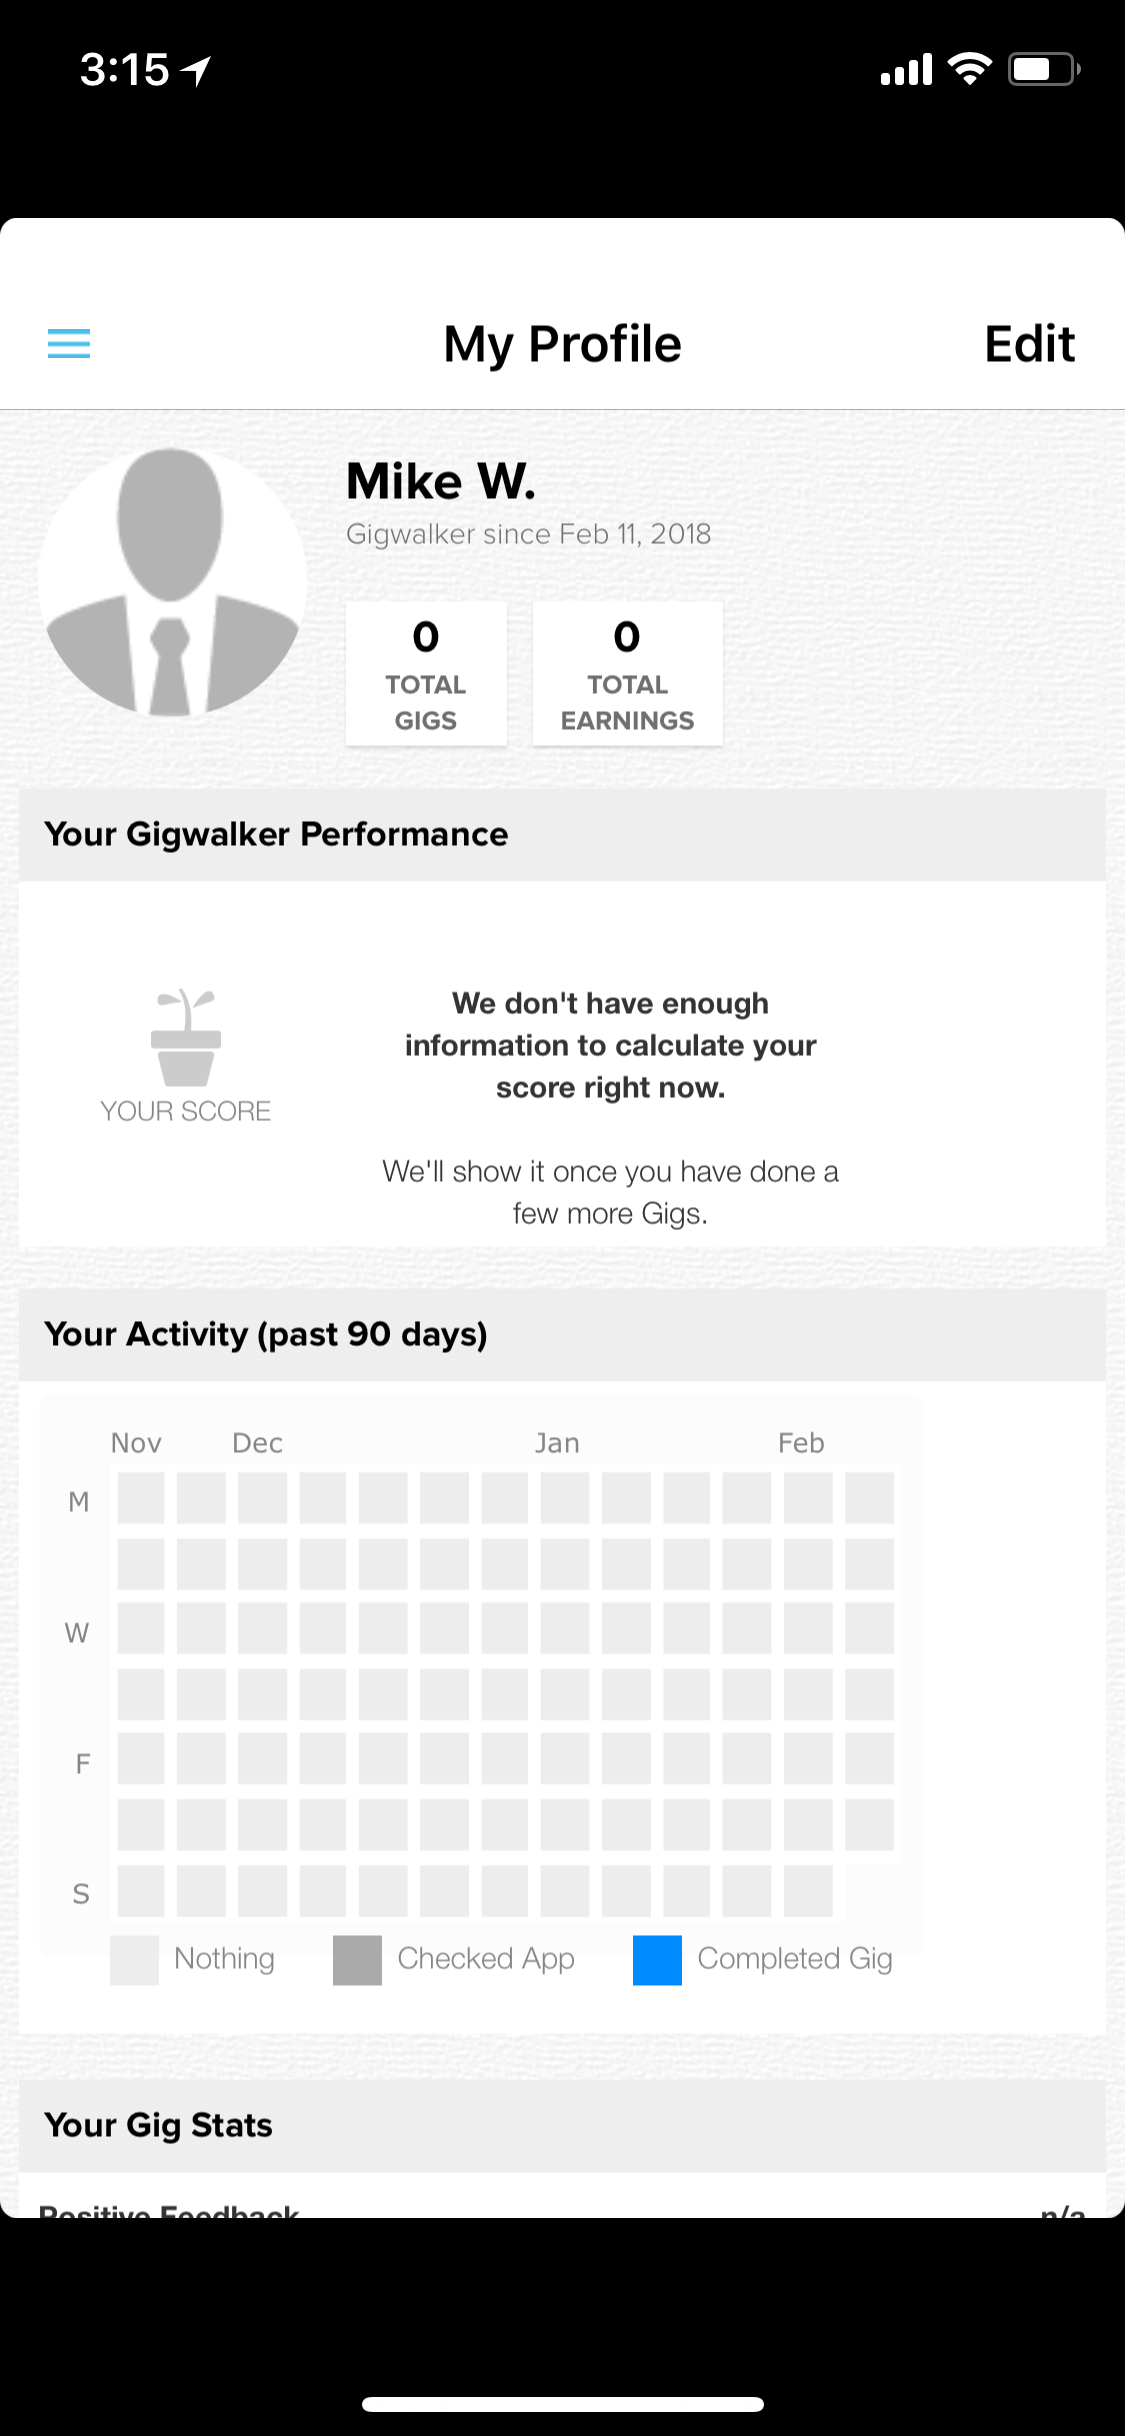 3:15
My Profile
Edit
Mike W.
Gigwalker since Feb 11, 2018
0
TOTAL
GIGS
0
TOTAL
EARNINGS
Your Gigwalker Performance
YOUR SCORE
We don't have enough
information to calculate your
score right now.
We'll show it once you have done a
few more Gigs.
Your Activity (past 90 days)
Nov Dec Jan Feb
M
W
F
S
Nothing Checked App Completed Gig
Your Gig Stats
Positive Feedback n/a